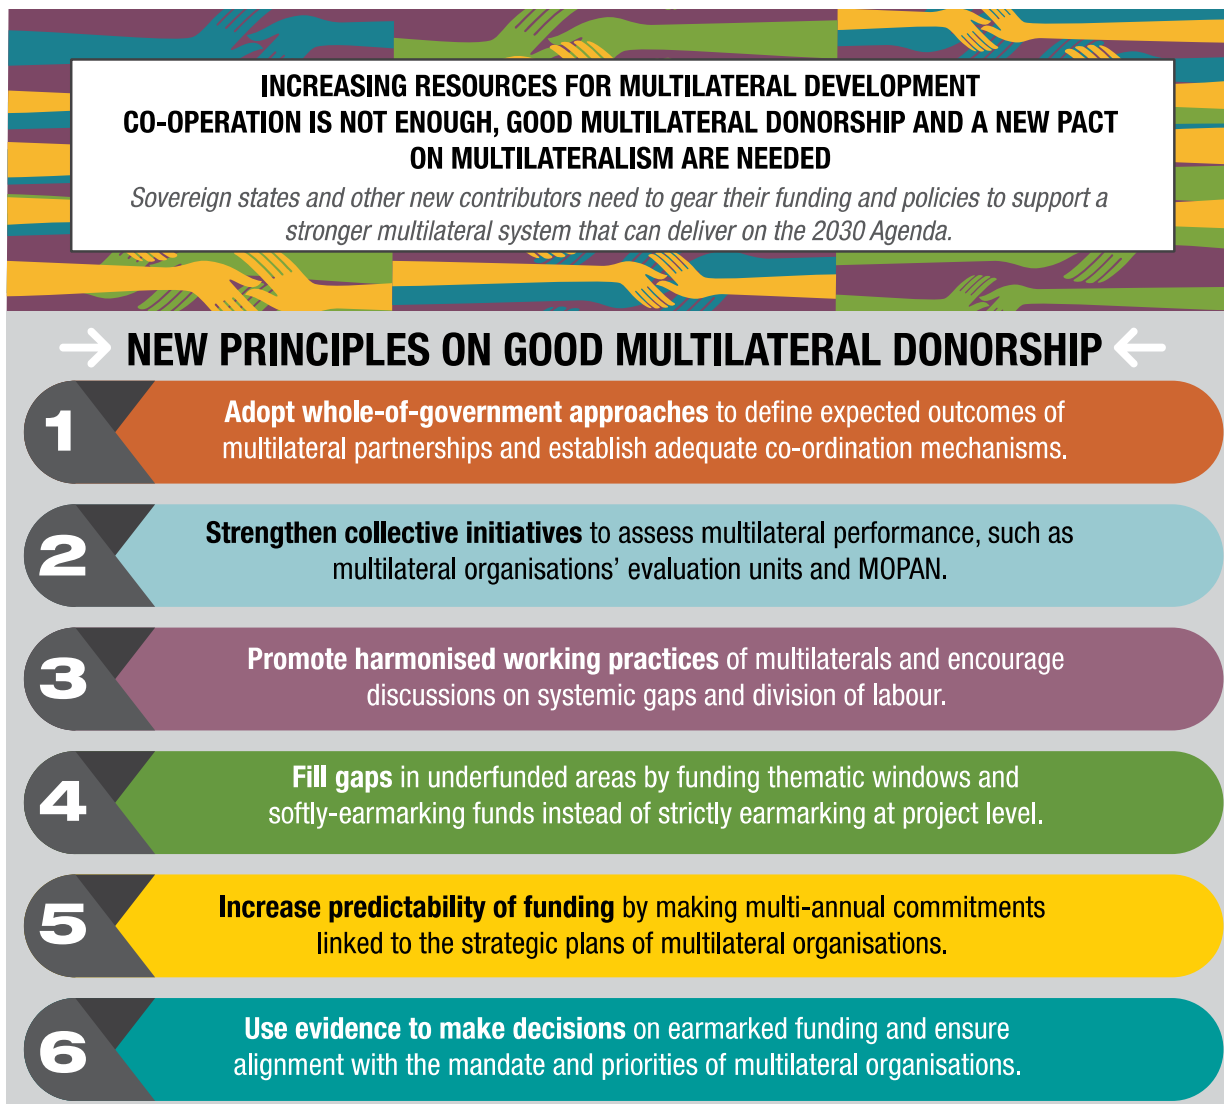 INCREASING RESOURCES FOR MULTILATERAL DEVELOPMENT
CO-OPERATION IS NOT ENOUGH, GOOD MULTILATERAL DONORSHIP AND A NEW PACT
ON MULTILATERALISM ARE NEEDED
Sovereign states and other new contributors need to gear their funding and policies to support a
stronger multilateral system that can deliver on the 2030 Agenda.
NEW PRINCIPLES ON GOOD MULTILATERAL DONORSHIP
1
Adopt whole-of-government approaches to define expected outcomes of
multilateral partnerships and establish adequate co-ordination mechanisms.
2
Strengthen collective initiatives to assess multilateral performance, such as
multilateral organisations' evaluation units and MOPAN.
3
Promote harmonised working practices of multilaterals and encourage
discussions on systemic gaps and division of labour.
4
Fill gaps in underfunded areas by funding thematic windows and
softly-earmarking funds instead of strictly earmarking at project level.
5
Increase predictability of funding by making multi-annual commitments
linked to the strategic plans of multilateral organisations.
6
Use evidence to make decisions on earmarked funding and ensure
alignment with the mandate and priorities of multilateral organisations.